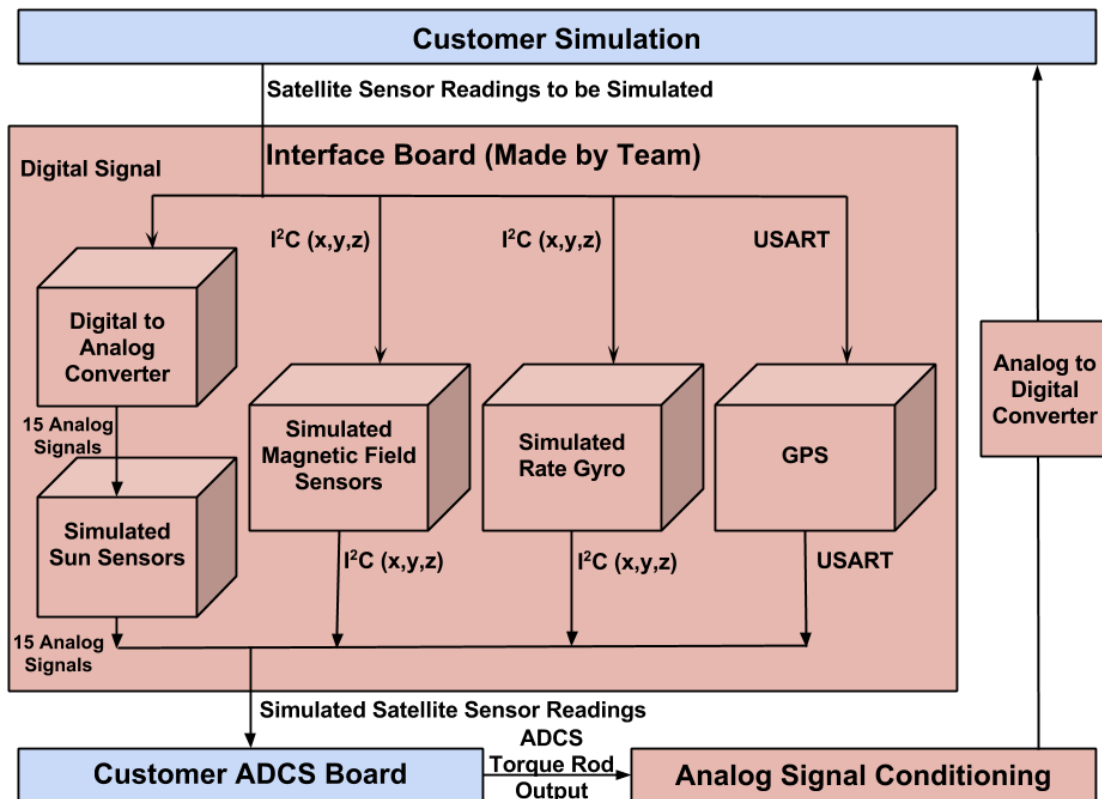 Customer Simulation
Satellite Sensor Readings to be Simulated
Interface Board (Made by Team)
Digital Signal
I²C (x,y,z)
I²C (x,y,z)
USART
Digital to
Analog
Converter
15 Analog
Signals
Simulated
Magnetic Field
Sensors
Simulated
Rate Gyro
GPS
Analog to
Digital
Converter
Simulated
Sun Sensors
I²C (x,y,z)
I²C (x,y,z)
USART
15 Analog
Signals
Simulated Satellite Sensor Readings
Customer ADCS Board
ADCS
Torque Rod
Output
Analog Signal Conditioning